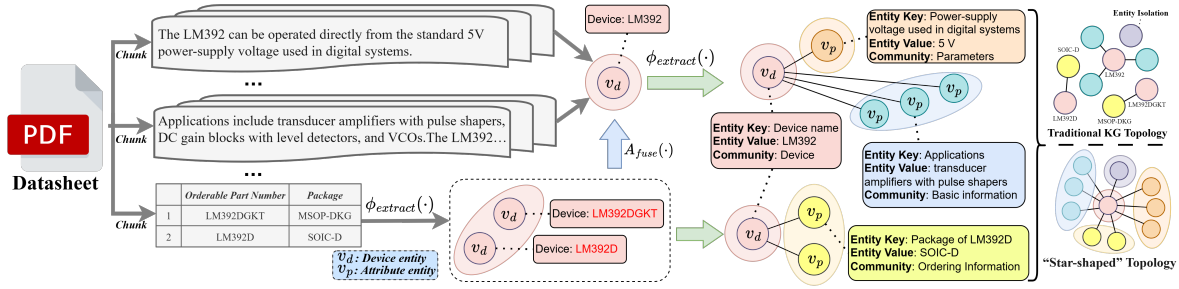 PDF
Datasheet
Chunk
The LM392 can be operated directly from the standard 5V
power-supply voltage used in digital systems.
...
Chunk
Applications include transducer amplifiers with pulse shapers,
DC gain blocks with level detectors, and VCOs.The LM392...
...
Chunk
Orderable Part Number Package
1 LM392DGKT MSOP-DKG
2 LM392D SOIC-D
ϕextract(·)
vd: Device entity
vp: Attribute entity
vd
vd
Device: LM392DGKT
Device: LM392D
Afuse(·)
Device: LM392
vd
ϕextract(·)
vd
vp
vp
vp
vp
Entity Key: Power-supply
voltage used in digital systems
Entity Value: 5 V
Community: Parameters
Entity Key: Device name
Entity Value: LM392
Community: Device
Entity Key: Applications
Entity Value: transducer
amplifiers with pulse shapers
Community: Basic information
vd
vp
vp
Entity Key: Package of LM392D
Entity Value: SOIC-D
Community: Ordering Information
Entity Isolation
SOIC-D
LM392
LM392D
LM392DGKT
MSOP-DKG
Traditional KG Topology
“Star-shaped” Topology